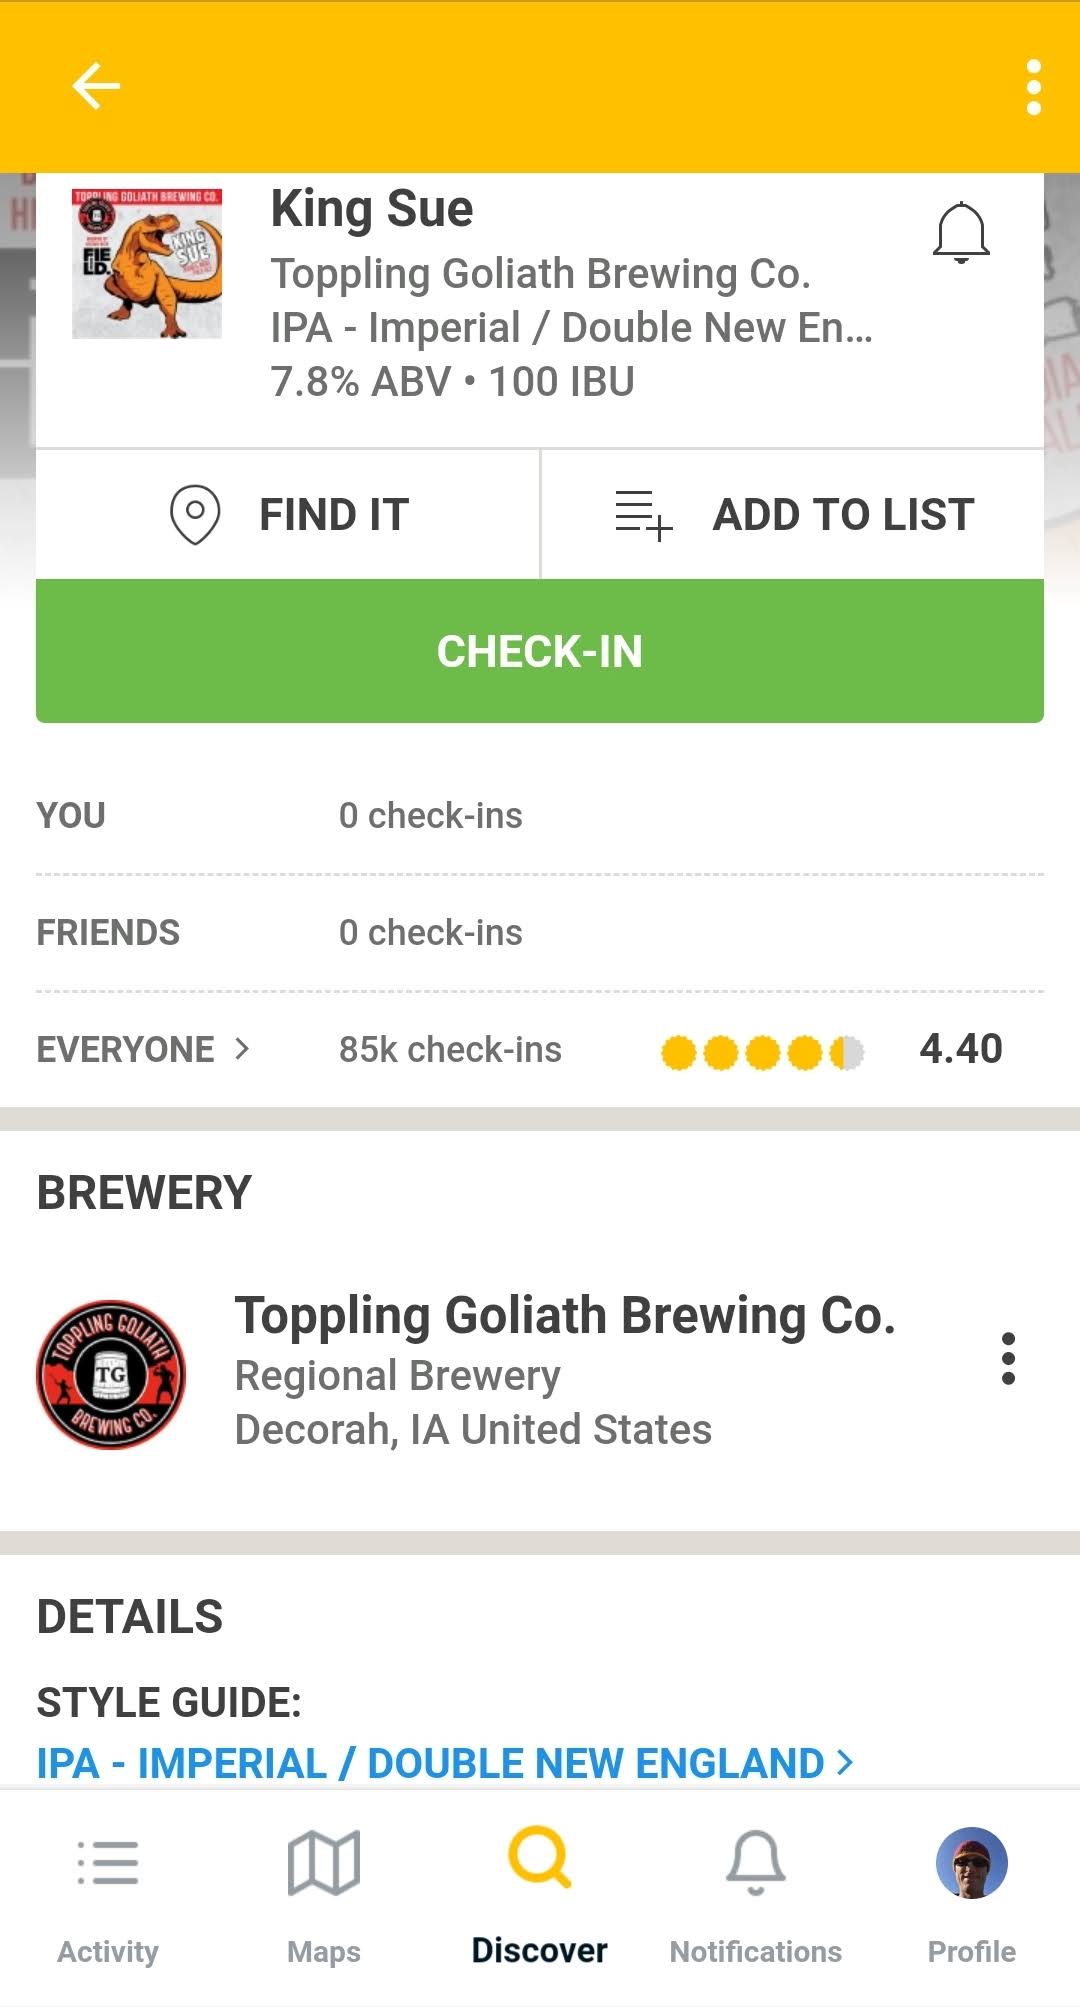 TOPPLING GOLIATH BREWING CO.
KING
SUE
King Sue
Toppling Goliath Brewing Co.
IPA - Imperial / Double New En...
7.8% ABV • 100 IBU
FIND IT
ADD TO LIST
CHECK-IN
YOU
0 check-ins
FRIENDS
0 check-ins
EVERYONE >
85k check-ins
4.40
BREWERY
TOPPLING GOLIATH
TG
BREWING CO.
Toppling Goliath Brewing Co.
Regional Brewery
Decorah, IA United States
DETAILS
STYLE GUIDE:
IPA - IMPERIAL / DOUBLE NEW ENGLAND >
Activity
Maps
Discover
Notifications
Profile